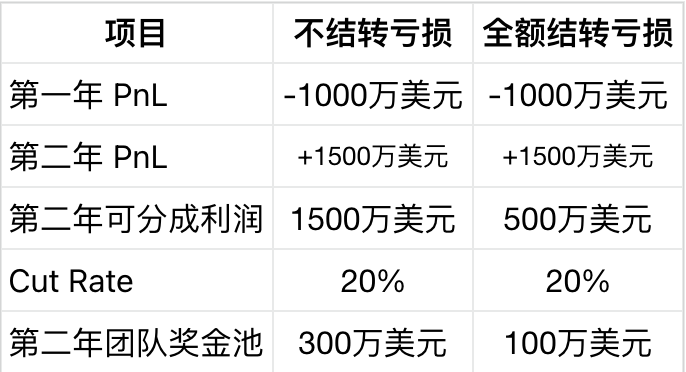 项目 不结转亏损 全额结转亏损
第一年 PnL -1000万美元 -1000万美元
第二年 PnL +1500万美元 +1500万美元
第二年可分成利润 1500万美元 500万美元
Cut Rate 20% 20%
第二年团队奖金池 300万美元 100万美元